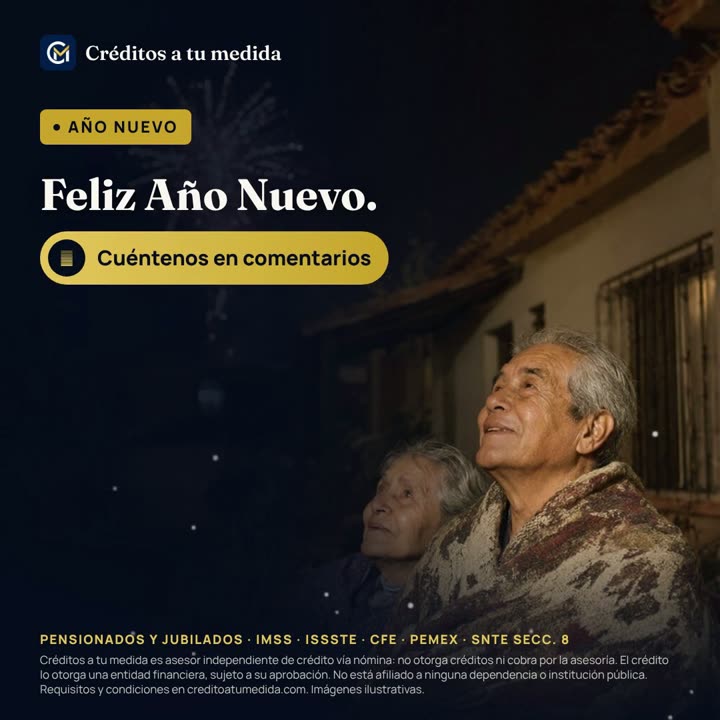 Créditos a tu medida
• AÑO NUEVO
Feliz Año Nuevo.
Cuéntenos en comentarios
PENSIONADOS Y JUBILADOS · IMSS · ISSSTE · CFE · PEMEX · SNTE SECC. 8
Créditos a tu medida es asesor independiente de crédito vía nómina: no otorga créditos ni cobra por la asesoría. El crédito
lo otorga una entidad financiera, sujeto a su aprobación. No está afiliado a ninguna dependencia o institución pública.
Requisitos y condiciones en creditoatumedida.com. Imágenes ilustrativas.